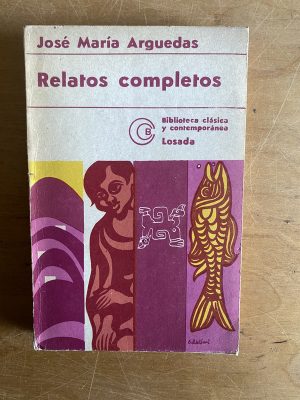 José María Arguedas
Relatos completos
Biblioteca clásica
y contemporánea
Losada